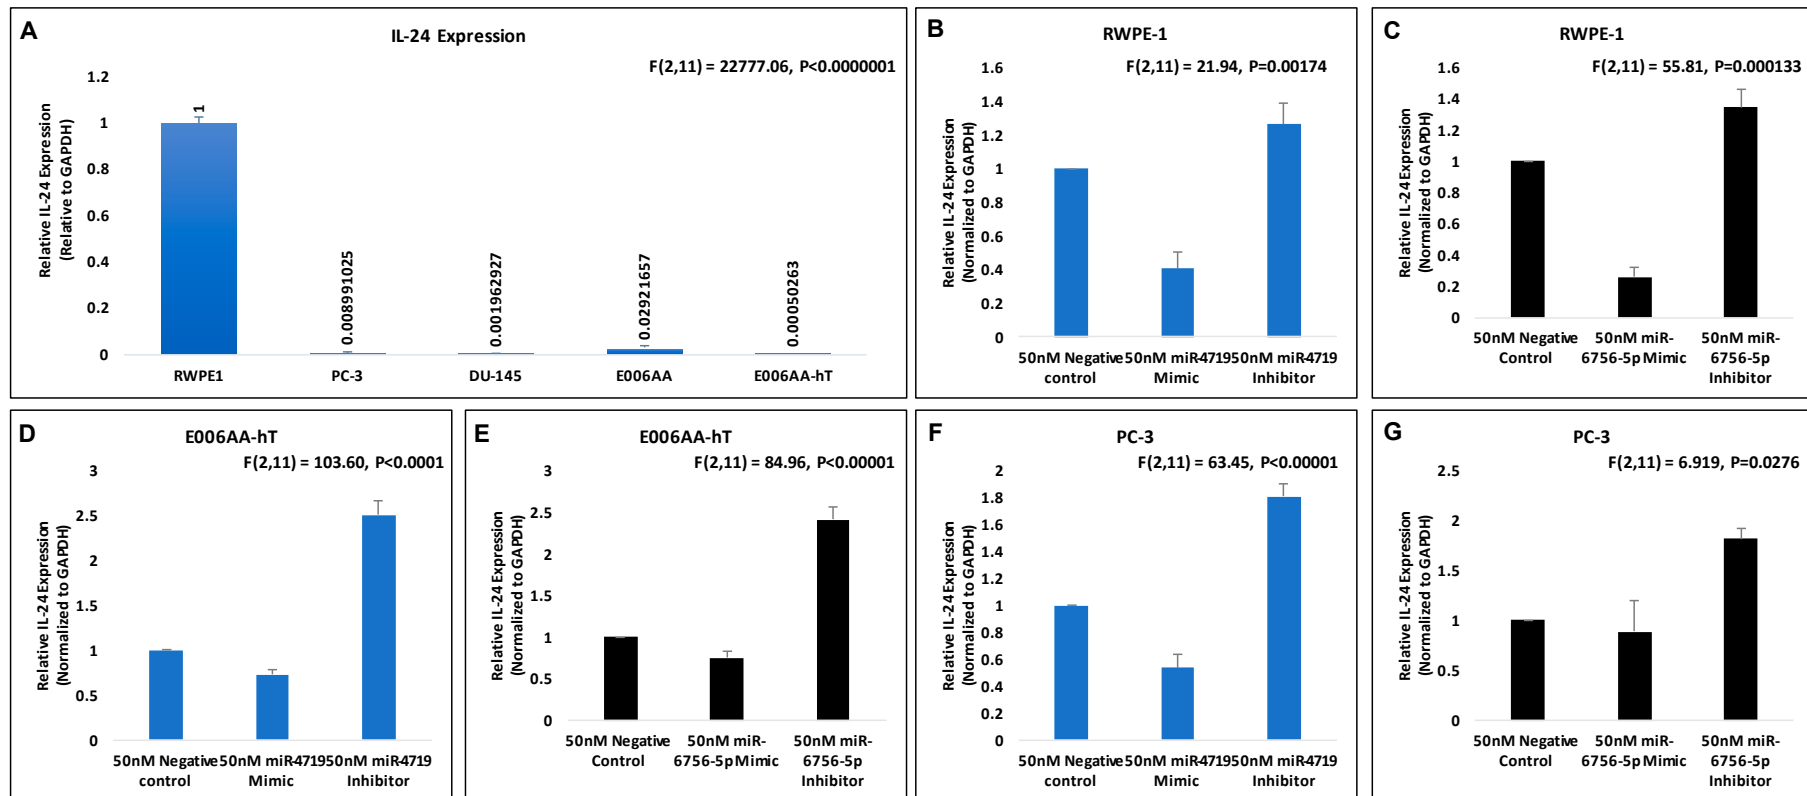 A
IL-24 Expression
F(2,11) = 22777.06, P<0.0000001
Relative IL-24 Expression
(Relative to GAPDH)
1.2
1
0.8
0.6
0.4
0.2
0
1
0.008991025
0.001962927
0.02921657
0.00050263
RWPE1
PC-3
DU-145
E006AA
E006AA-hT
B
RWPE-1
F(2,11) = 21.94, P=0.00174
Relative IL-24 Expression
(Normalized to GAPDH)
1.6
1.4
1.2
1
0.8
0.6
0.4
0.2
0
50nM Negative
control
50nM miR-4719
Mimic
50nM miR-4719
Inhibitor
C
RWPE-1
F(2,11) = 55.81, P=0.000133
Relative IL-24 Expression
(Normalized to GAPDH)
1.6
1.4
1.2
1
0.8
0.6
0.4
0.2
0
50nM Negative
Control
50nM miR-
6756-5p Mimic
50nM miR-
6756-5p
Inhibitor
D
E006AA-hT
F(2,11) = 103.60, P<0.0001
Relative IL-24 Expression
(Normalized to GAPDH)
3
2.5
2
1.5
1
0.5
0
50nM Negative
control
50nM miR-4719
Mimic
50nM miR-4719
Inhibitor
E
E006AA-hT
F(2,11) = 84.96, P<0.00001
Relative IL-24 Expression
(Normalized to GAPDH)
3
2.5
2
1.5
1
0.5
0
50nM Negative
Control
50nM miR-
6756-5p Mimic
50nM miR-
6756-5p
Inhibitor
F
PC-3
F(2,11) = 63.45, P<0.00001
Relative IL-24 Expression
(Normalized to GAPDH)
2
1.8
1.6
1.4
1.2
1
0.8
0.6
0.4
0.2
0
50nM Negative
control
50nM miR-4719
Mimic
50nM miR-4719
Inhibitor
G
PC-3
F(2,11) = 6.919, P=0.0276
Relative IL-24 Expression
(Normalized to GAPDH)
2.5
2
1.5
1
0.5
0
50nM Negative
Control
50nM miR-
6756-5p Mimic
50nM miR-
6756-5p
Inhibitor